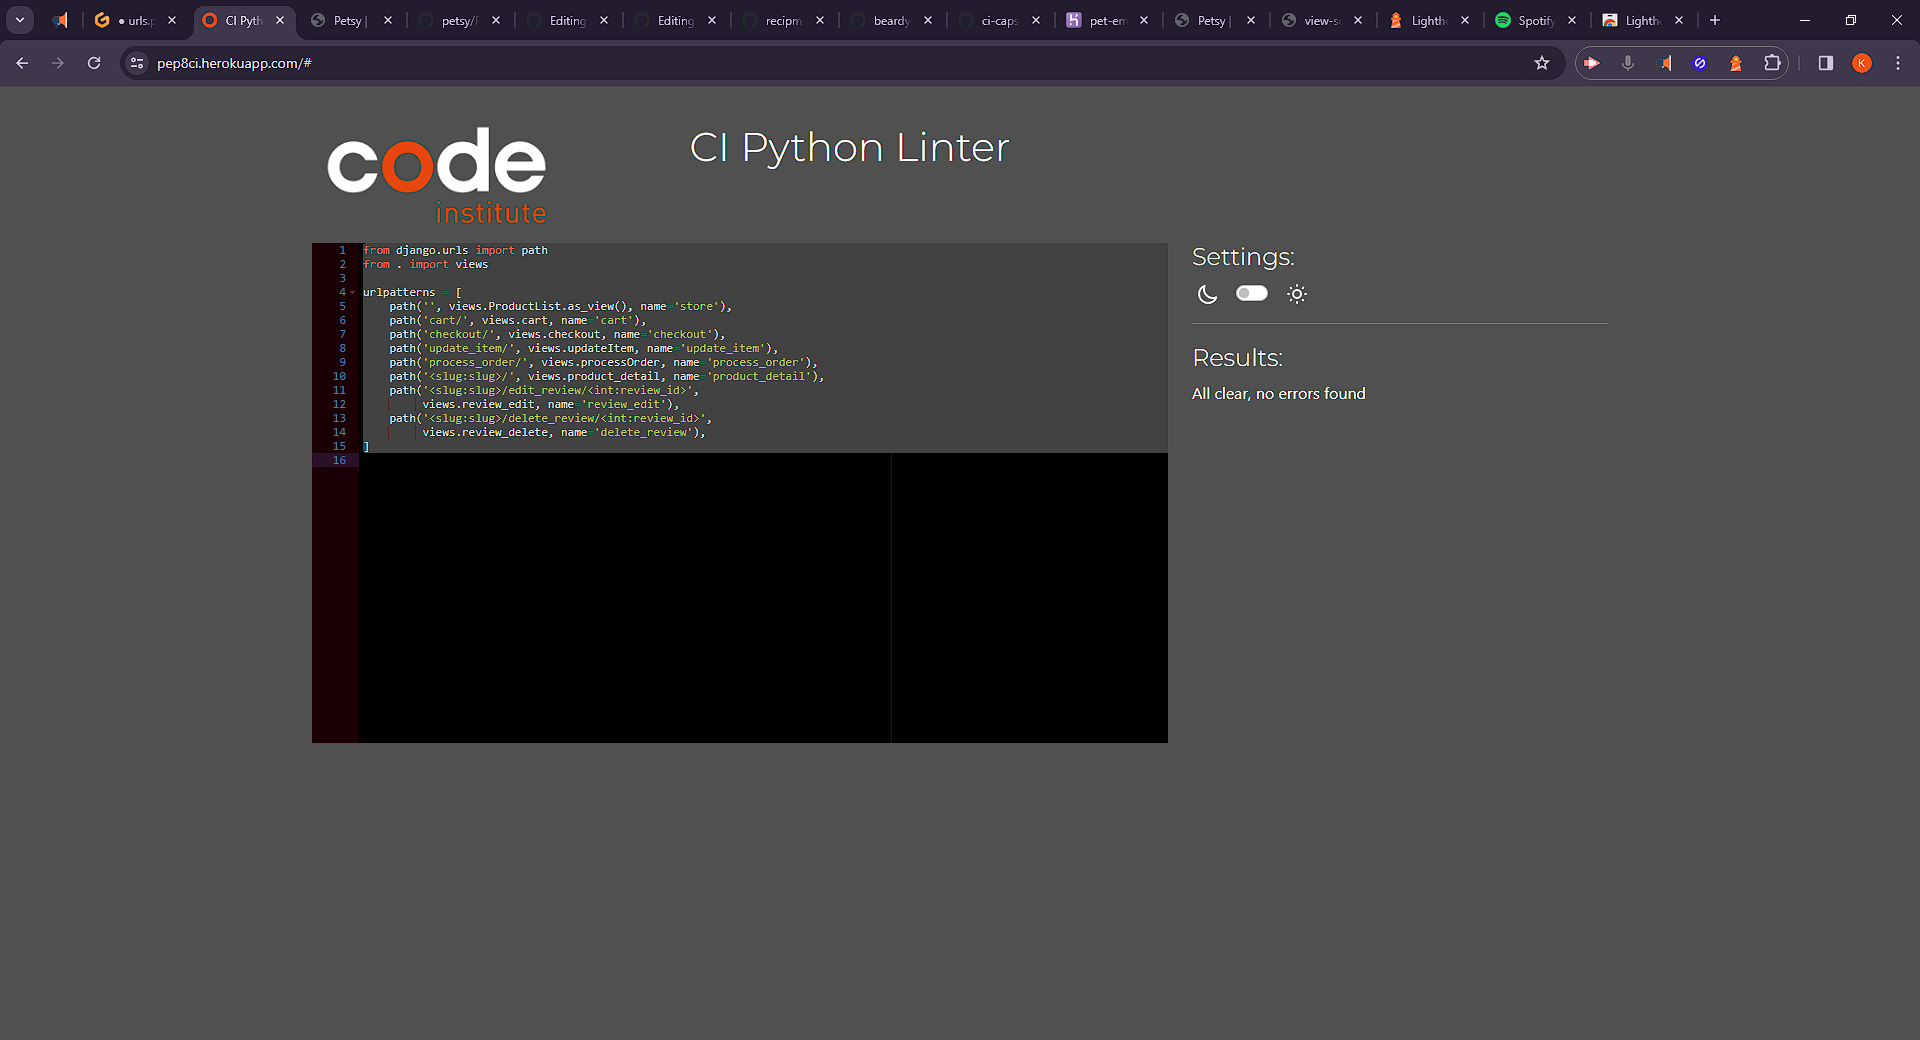 urls.p
CI Pyth
Petsy |
petsy/
Editing
Editing
recipm
beardy
ci-caps
pet-em
Petsy |
view-s
Lighth
Spotify
Lighth
pep8ci.herokuapp.com/#
K
code
institute
CI Python Linter
1 from django.urls import path
2 from . import views
3
4 urlpatterns = [
5 path('', views.ProductList.as_view(), name='store'),
6 path('cart/', views.cart, name='cart'),
7 path('checkout/', views.checkout, name='checkout'),
8 path('update_item/', views.updateItem, name='update_item'),
9 path('process_order/', views.processOrder, name='process_order'),
10 path('<slug:slug>/', views.product_detail, name='product_detail'),
11 path('<slug:slug>/edit_review/<int:review_id>',
12 views.review_edit, name='review_edit'),
13 path('<slug:slug>/delete_review/<int:review_id>',
14 views.review_delete, name='delete_review'),
15 ]
16
Settings:
Results:
All clear, no errors found